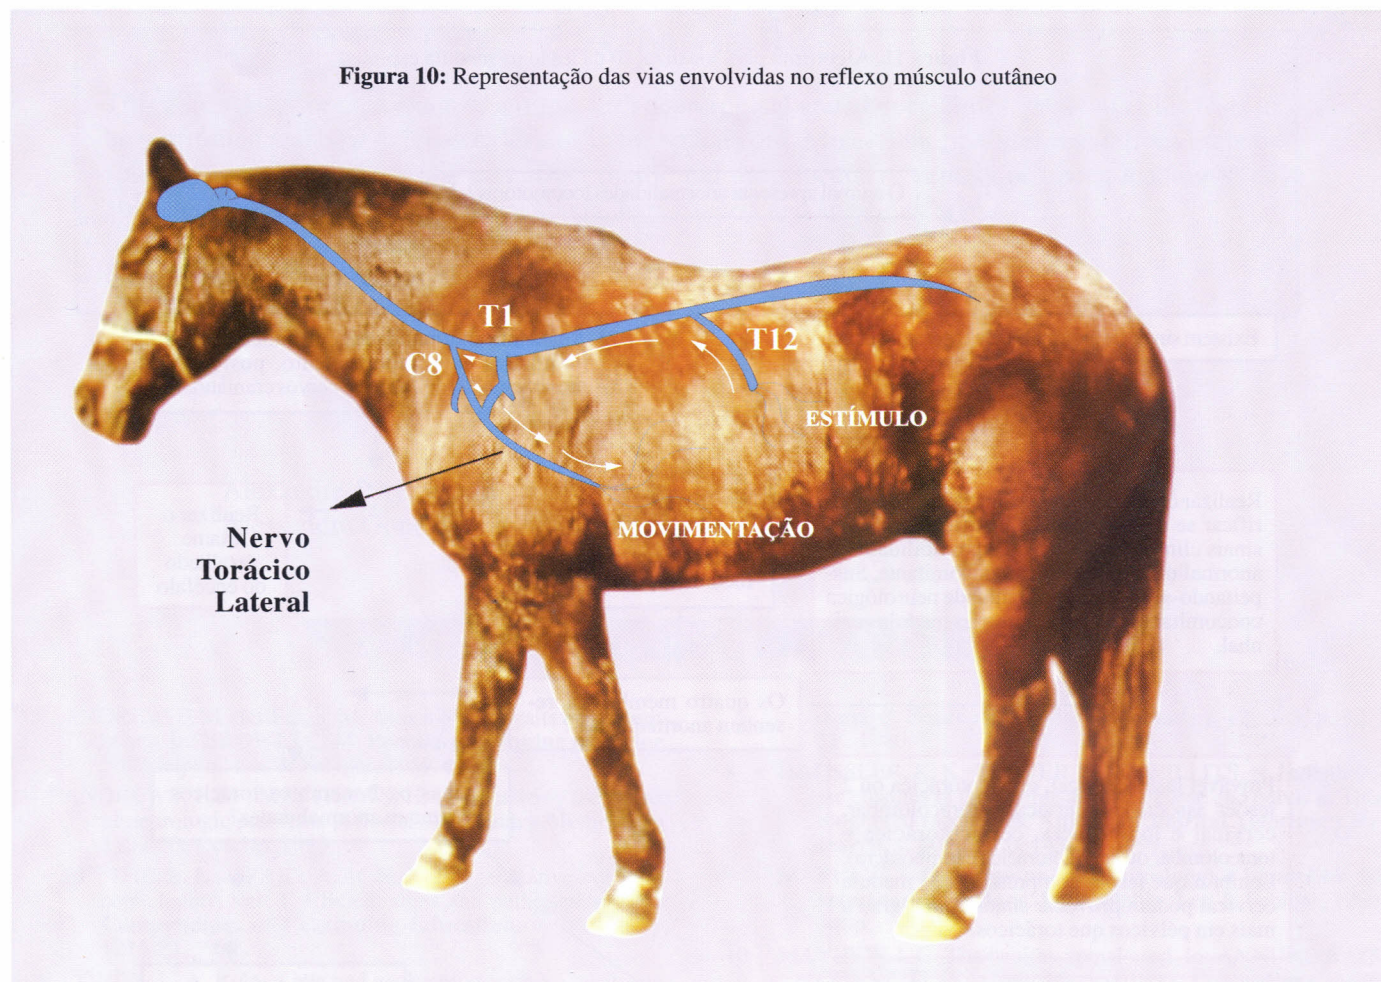 Figura 10: Representação das vias envolvidas no reflexo músculo cutâneo
T1
T12
C8
ESTÍMULO
MOVIMENTAÇÃO
Nervo
Torácico
Lateral